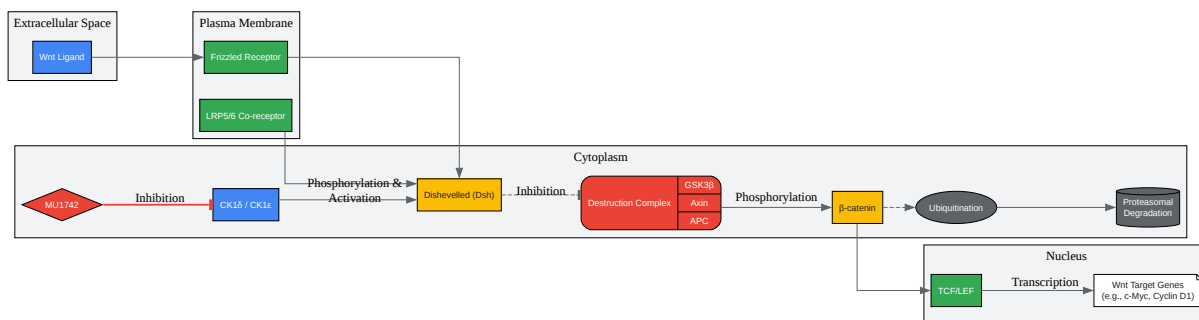 Extracellular Space
Wnt Ligand
Plasma Membrane
Frizzled Receptor
LRP5/6 Co-receptor
Cytoplasm
MU1742
Inhibition
CK1δ / CK1ε
Phosphorylation &
Activation
Dishevelled (Dsh)
Inhibition
Destruction Complex
GSK3β
Axin
APC
Phosphorylation
β-catenin
Ubiquitination
Proteasomal
Degradation
Nucleus
TCF/LEF
Transcription
Wnt Target Genes
(e.g., c-Myc, Cyclin D1)